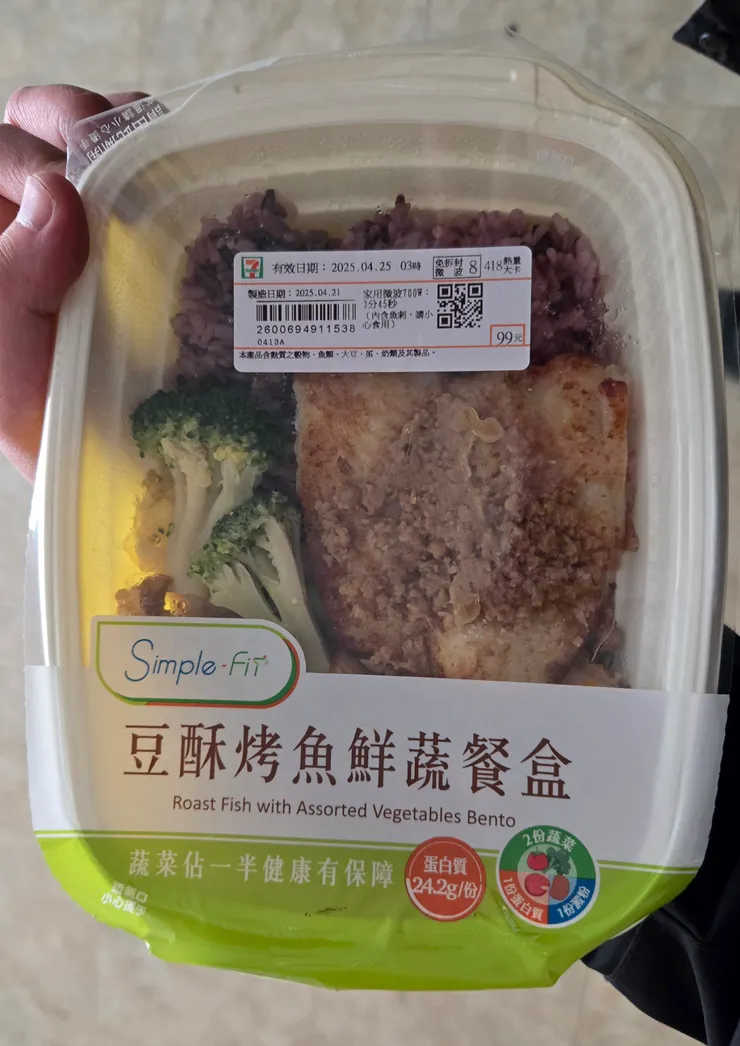 有效日期：2025.04.25 03時
免拆封
微波 8
418 熱量
大卡
製造日期：2025.04.21
2600694911538
0413A
家用微波700W：
3分45秒
（內含魚刺，請小
心食用）
99元
本產品含麩質之穀物、魚類、大豆、蛋、奶類及其製品。
Simple-Fit
豆酥烤魚鮮蔬餐盒
Roast Fish with Assorted Vegetables Bento
蔬菜佔一半健康有保障
蛋白質
24.2g/份
2份蔬菜
1份蛋白質
1份澱粉
小心燙手